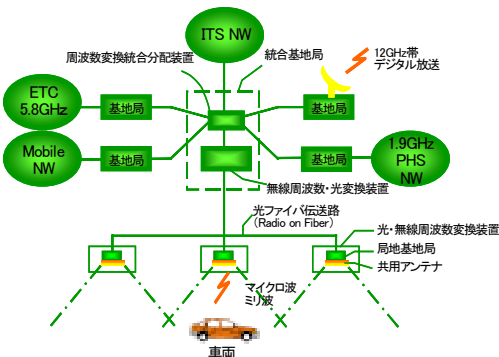 ITS NW
周波数変換統合分配装置
統合基地局
12GHz帯
デジタル放送
ETC
5.8GHz
基地局
基地局
Mobile
NW
基地局
基地局
1.9GHz
PHS
NW
無線周波数・光変換装置
光ファイバ伝送路
(Radio on Fiber)
光・無線周波数変換装置
局地基地局
共用アンテナ
マイクロ波
ミリ波
車両